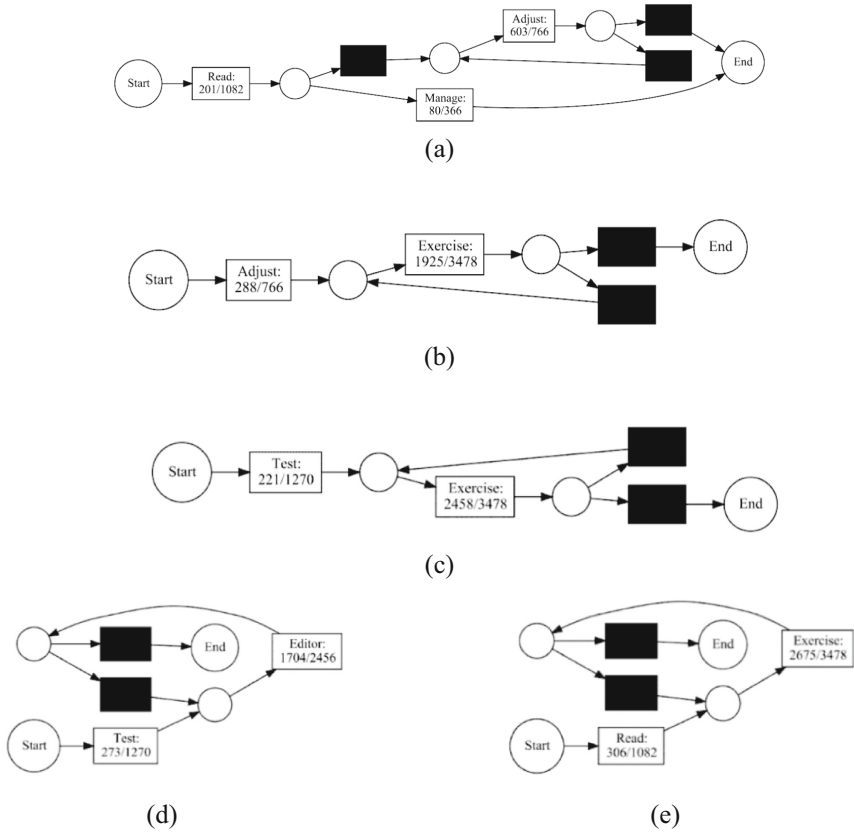 Adjust:
603/766
Start
Read:
201/1082
Manage:
80/366
End
(a)
Start
Adjust:
288/766
Exercise:
1925/3478
End
(b)
Start
Test:
221/1270
Exercise:
2458/3478
End
(c)
End
Editor:
1704/2456
Start
Test:
273/1270
(d)
End
Exercise:
2675/3478
Start
Read:
306/1082
(e)